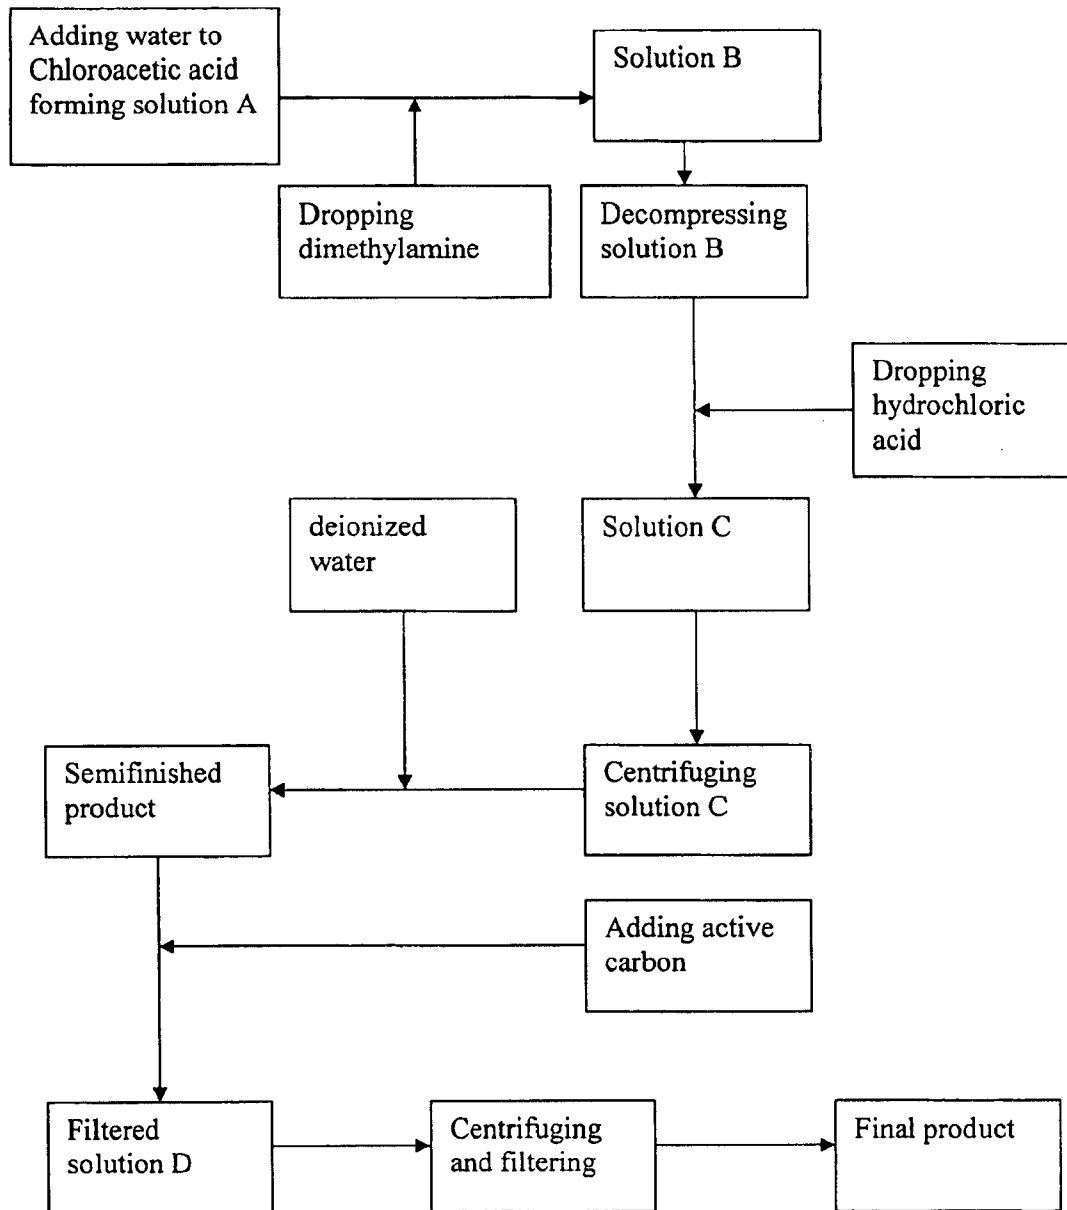 Adding water to
Chloroacetic acid
forming solution A
Solution B
Dropping
dimethylamine
Decompressing
solution B
Dropping
hydrochloric
acid
deionized
water
Solution C
Semifinished
product
Centrifuging
solution C
Adding active
carbon
Filtered
solution D
Centrifuging
and filtering
Final product